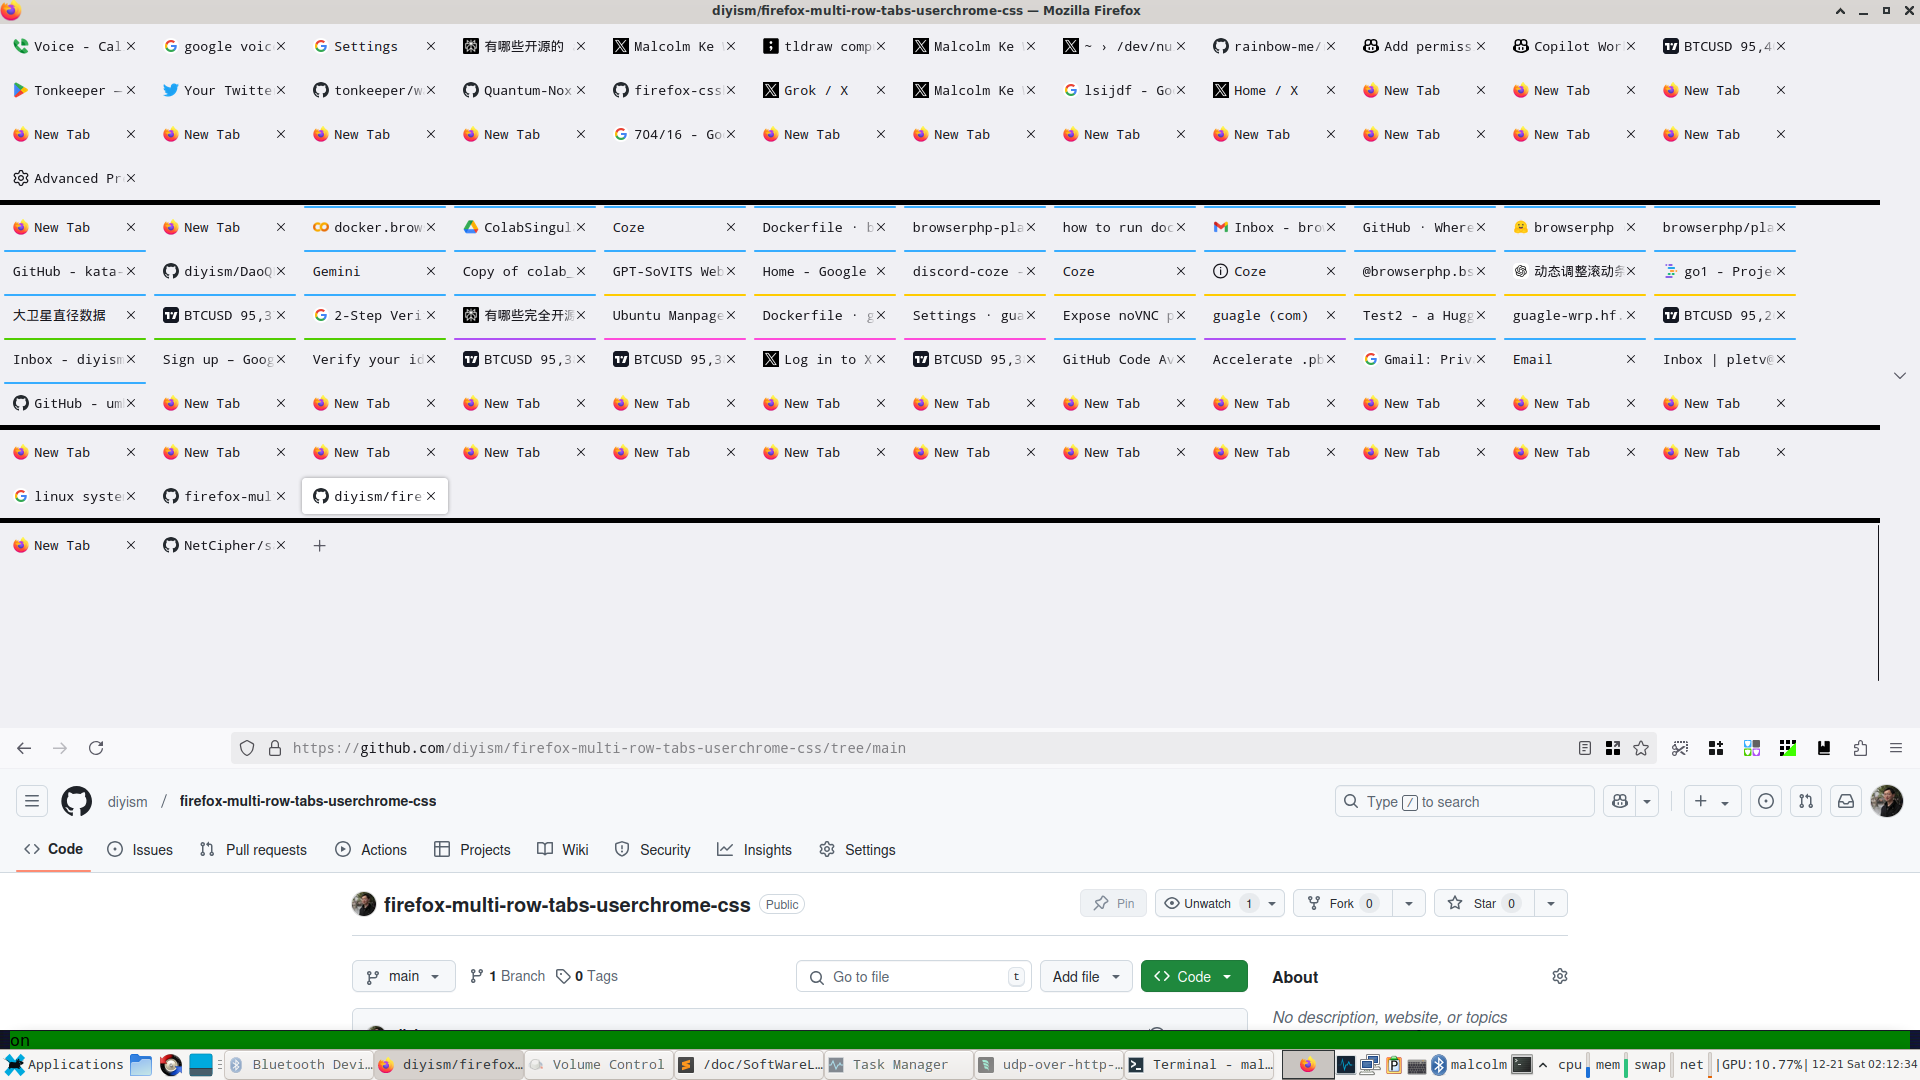 diyism/firefox-multi-row-tabs-userchrome-css — Mozilla Firefox
Voice - Cal google voic Settings 有哪些开源的 Malcolm Ke tldraw comp Malcolm Ke ~ › /dev/nu rainbow-me/ Add permiss Copilot Wor BTCUSD 95,4
Tonkeeper — Your Twitte tonkeeper/w Quantum-Nox firefox-css Grok / X Malcolm Ke lsijdf - Go Home / X New Tab New Tab New Tab
New Tab New Tab New Tab New Tab 704/16 - Go New Tab New Tab New Tab New Tab New Tab New Tab New Tab
Advanced Pr
New Tab New Tab docker.brow ColabSingul Coze Dockerfile · b browserphp-pla how to run doc Inbox - bro GitHub · Where browserphp browserphp/pla
GitHub - kata- diyism/DaoQ Gemini Copy of colab_ GPT-SoVITS Web Home - Google discord-coze - Coze Coze @browserphp.bs 动态调整滚动条 go1 - Proje
大卫星直径数据 BTCUSD 95,3 2-Step Veri 有哪些完全开源 Ubuntu Manpage Dockerfile · g Settings · gua Expose noVNC p guagle (com) Test2 - a Hugg guagle-wrp.hf. BTCUSD 95,2
Inbox - diyism Sign up - Goog Verify your id BTCUSD 95,3 BTCUSD 95,3 Log in to X BTCUSD 95,3 GitHub Code Av Accelerate .pb Gmail: Priv Email Inbox | pletv@
GitHub - um New Tab New Tab New Tab New Tab New Tab New Tab New Tab New Tab New Tab New Tab New Tab
New Tab New Tab New Tab New Tab New Tab New Tab New Tab New Tab New Tab New Tab New Tab New Tab
linux syste firefox-mul diyism/fire
New Tab NetCipher/s
https://github.com/diyism/firefox-multi-row-tabs-userchrome-css/tree/main
diyism / firefox-multi-row-tabs-userchrome-css Type / to search
Code Issues Pull requests Actions Projects Wiki Security Insights Settings
firefox-multi-row-tabs-userchrome-css Public Pin Unwatch 1 Fork 0 Star 0
main 1 Branch 0 Tags Go to file t Add file Code About
No description, website, or topics
on
Applications Bluetooth Devi… diyism/firefox… Volume Control /doc/SoftWareL… Task Manager udp-over-http-… Terminal - mal… malcolm cpu mem swap net |GPU:10.77%| 12-21 Sat 02:12:34